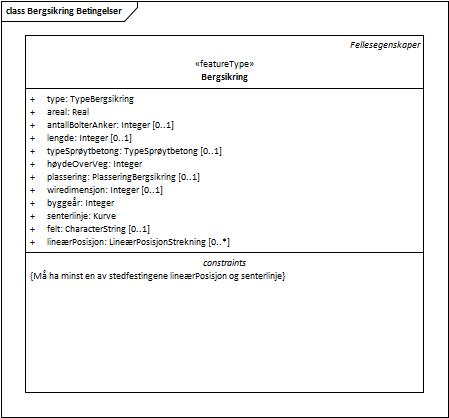 class Bergsikring Betingelser
Fellesegenskaper
«featureType»
Bergsikring
+ type: TypeBergsikring
+ areal: Real
+ antallBolterAnker: Integer [0..1]
+ lengde: Integer [0..1]
+ typeSprøytbetong: TypeSprøytbetong [0..1]
+ høydeOverVeg: Integer
+ plassering: PlasseringBergsikring [0..1]
+ wiredimensjon: Integer [0..1]
+ byggeår: Integer
+ senterlinje: Kurve
+ felt: CharacterString [0..1]
+ lineærPosisjon: LineærPosisjonStrekning [0..*]
constraints
{Må ha minst en av stedfestingene lineærPosisjon og senterlinje}